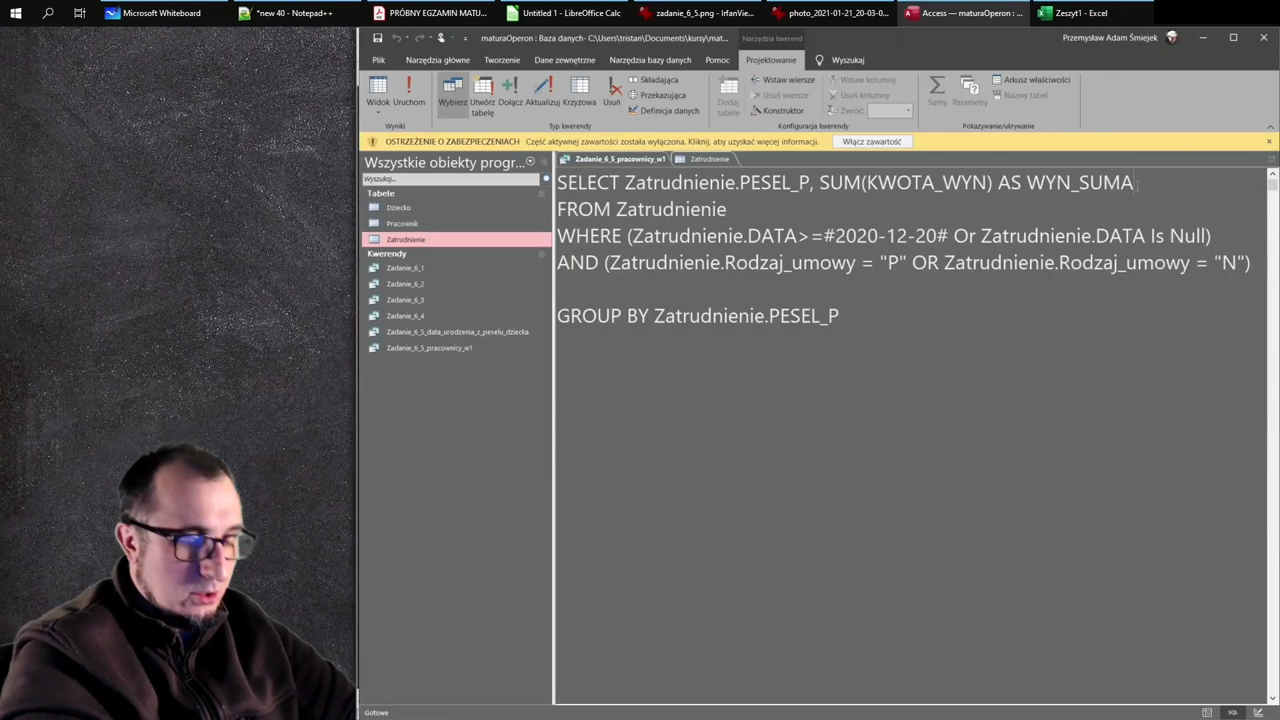 Microsoft Whiteboard
*new 40 - Notepad++
PRÓBNY EGZAMIN MATU...
Untitled 1 - LibreOffice Calc
zadanie_6_5.png - IrfanVie...
photo_2021-01-21_20-03-0...
Access — maturaOperon : ...
Zeszyt1 - Excel
maturaOperon : Baza danych- C:\Users\tristan\Documents\kursy\mat...
Narzędzia kwerend
Przemysław Adam Śmiejek
Plik
Narzędzia główne
Tworzenie
Dane zewnętrzne
Narzędzia bazy danych
Pomoc
Projektowanie
Wyszukaj
Widok
Uruchom
Wybierz
Utwórz tabelę
Dołącz
Aktualizuj
Krzyżowa
Usuń
Składająca
Przekazująca
Definicja danych
Dodaj tabelę
Wstaw wiersze
Usuń wiersze
Konstruktor
Wstaw kolumny
Usuń kolumny
Zwróć:
Sumy
Parametry
Arkusz właściwości
Nazwy tabel
Wyniki
Typ kwerendy
Konfiguracja kwerendy
Pokazywanie/ukrywanie
OSTRZEŻENIE O ZABEZPIECZENIACH Część aktywnej zawartości została wyłączona. Kliknij, aby uzyskać więcej informacji.
Włącz zawartość
Wszystkie obiekty progr...
Wyszukaj...
Tabele
Dziecko
Pracownik
Zatrudnienie
Kwerendy
Zadanie_6_1
Zadanie_6_2
Zadanie_6_3
Zadanie_6_4
Zadanie_6_5_data_urodzenia_z_peselu_dziecka
Zadanie_6_5_pracownicy_w1
Zadanie_6_5_pracownicy_w1
Zatrudnienie
SELECT Zatrudnienie.PESEL_P, SUM(KWOTA_WYN) AS WYN_SUMA
FROM Zatrudnienie
WHERE (Zatrudnienie.DATA>=#2020-12-20# Or Zatrudnienie.DATA Is Null)
AND (Zatrudnienie.Rodzaj_umowy = "P" OR Zatrudnienie.Rodzaj_umowy = "N")
GROUP BY Zatrudnienie.PESEL_P
Gotowe
SQL